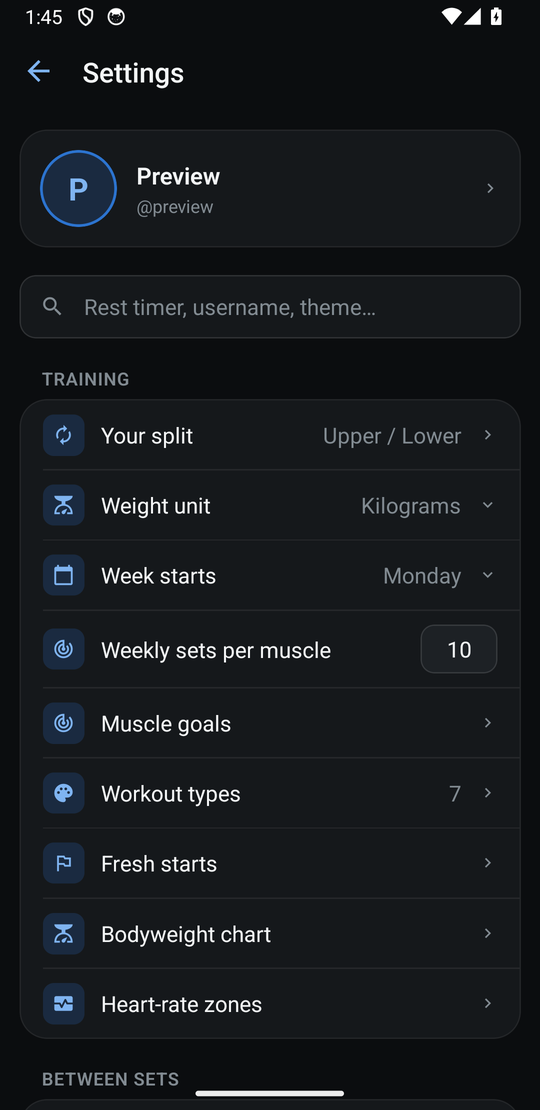 1:45
Settings
P
Preview
@preview
Rest timer, username, theme…
TRAINING
Your split Upper / Lower
Weight unit Kilograms
Week starts Monday
Weekly sets per muscle 10
Muscle goals
Workout types 7
Fresh starts
Bodyweight chart
Heart-rate zones
BETWEEN SETS